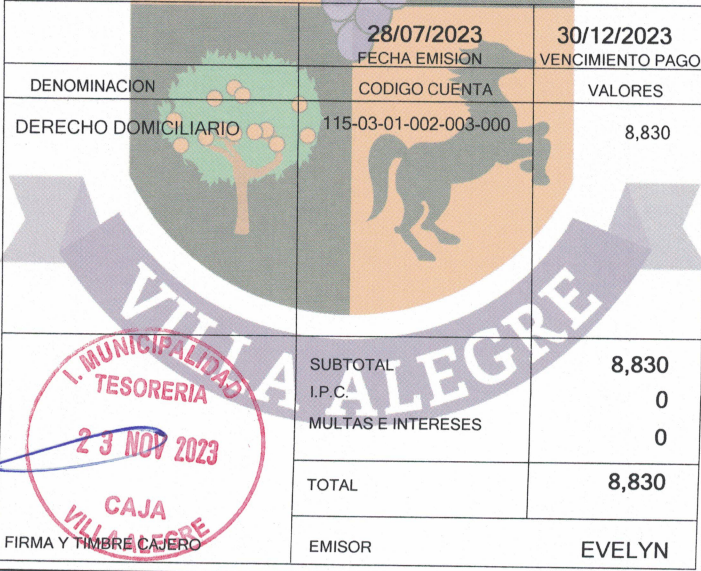 28/07/2023 30/12/2023
FECHA EMISION VENCIMIENTO PAGO
DENOMINACION CODIGO CUENTA VALORES
DERECHO DOMICILIARIO 115-03-01-002-003-000 8,830
VILLA ALEGRE
SUBTOTAL 8,830
I.P.C. 0
MULTAS E INTERESES 0
TOTAL 8,830
I. MUNICIPALIDAD
TESORERIA
23 NOV 2023
CAJA
VILLA ALEGRE
FIRMA Y TIMBRE CAJERO EMISOR EVELYN